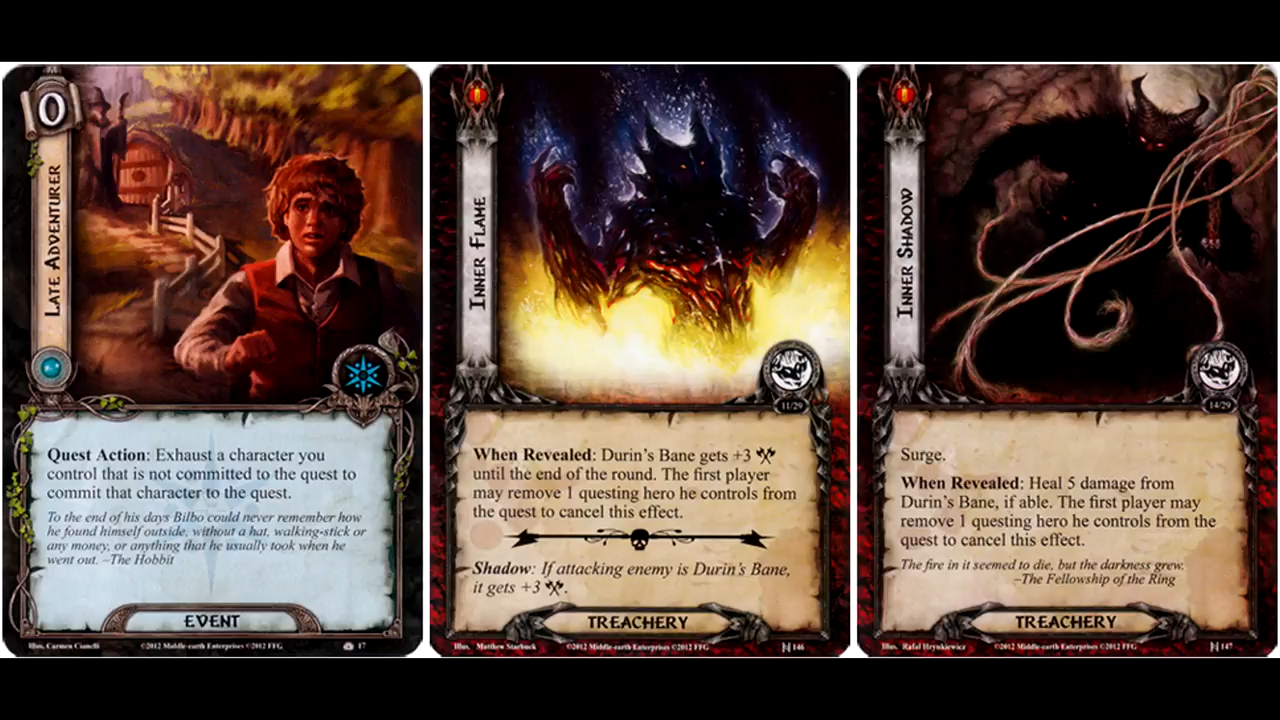 0
LATE ADVENTURER
Quest Action: Exhaust a character you
control that is not committed to the quest to
commit that character to the quest.
To the end of his days Bilbo could never remember how
he found himself outside, without a hat, walking-stick or
any money, or anything that he usually took when he
went out. –The Hobbit
EVENT
Illus. Carmen Cianelli
©2012 Middle-earth Enterprises ©2012 FFG
17
INNER FLAME
11/29
When Revealed: Durin's Bane gets +3
until the end of the round. The first player
may remove 1 questing hero he controls from
the quest to cancel this effect.
Shadow: If attacking enemy is Durin's Bane,
it gets +3 .
TREACHERY
Illus. Matthew Starbuck
©2012 Middle-earth Enterprises ©2012 FFG
146
INNER SHADOW
14/29
Surge.
When Revealed: Heal 5 damage from
Durin's Bane, if able. The first player may
remove 1 questing hero he controls from the
quest to cancel this effect.
The fire in it seemed to die, but the darkness grew.
–The Fellowship of the Ring
TREACHERY
Illus. Rafał Hrynkiewicz
©2012 Middle-earth Enterprises ©2012 FFG
147